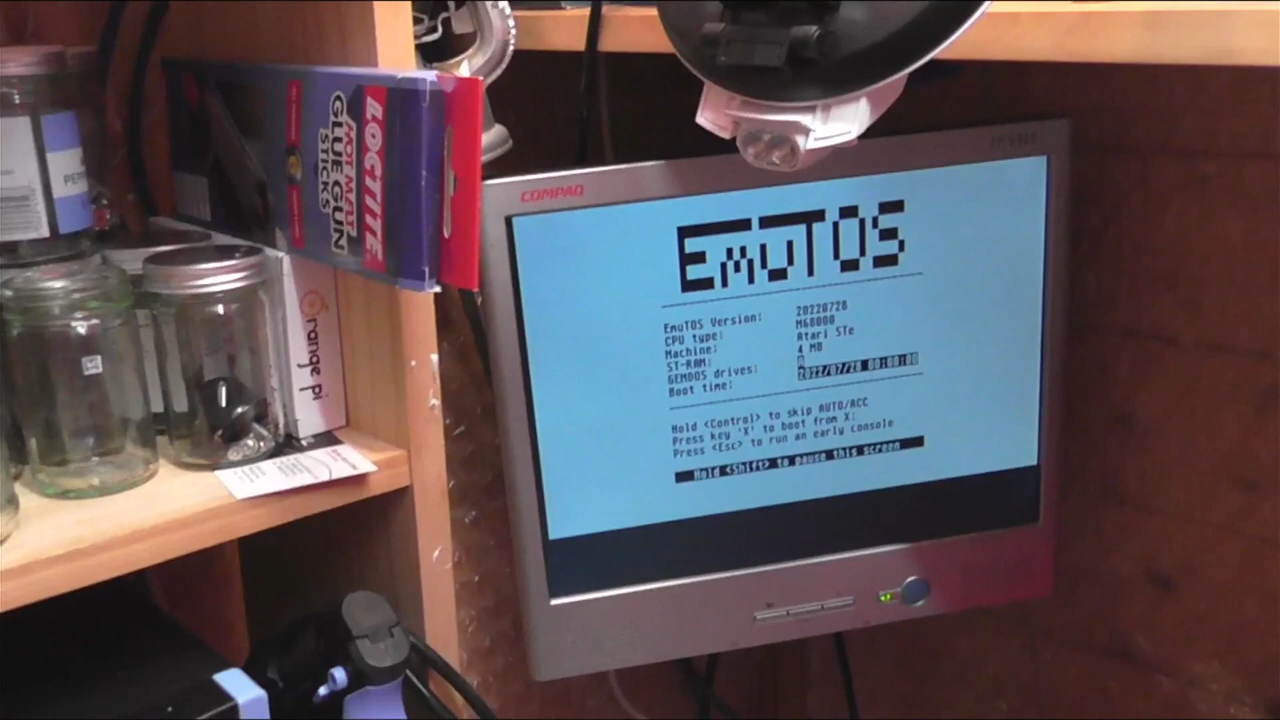 LOCTITE
HOT MELT
GLUE GUN
STICKS
Orange Pi
COMPAQ
EmuTOS
EmuTOS Version: 20220728
CPU type: M68000
Machine: Atari STe
ST-RAM: 4 MB
GEMDOS drives: A
Boot time: 2022/07/28 00:00:00
Hold <Control> to skip AUTO/ACC
Press key 'X' to boot from X:
Press <Esc> to run an early console
Hold <Shift> to pause this screen